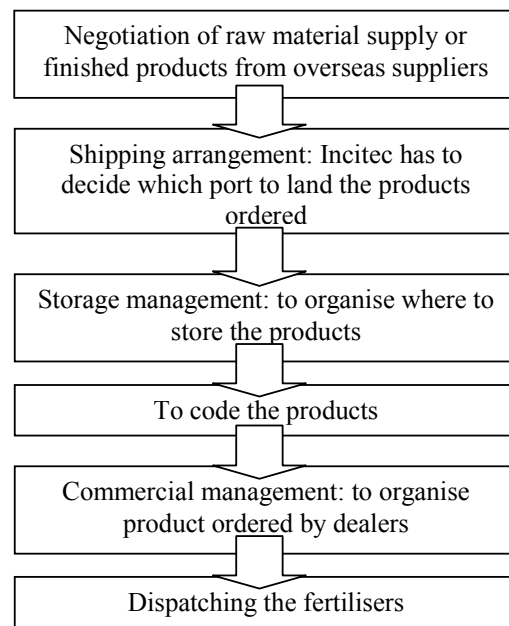 Negotiation of raw material supply or
finished products from overseas suppliers
Shipping arrangement: Incitec has to
decide which port to land the products
ordered
Storage management: to organise where to
store the products
To code the products
Commercial management: to organise
product ordered by dealers
Dispatching the fertilisers